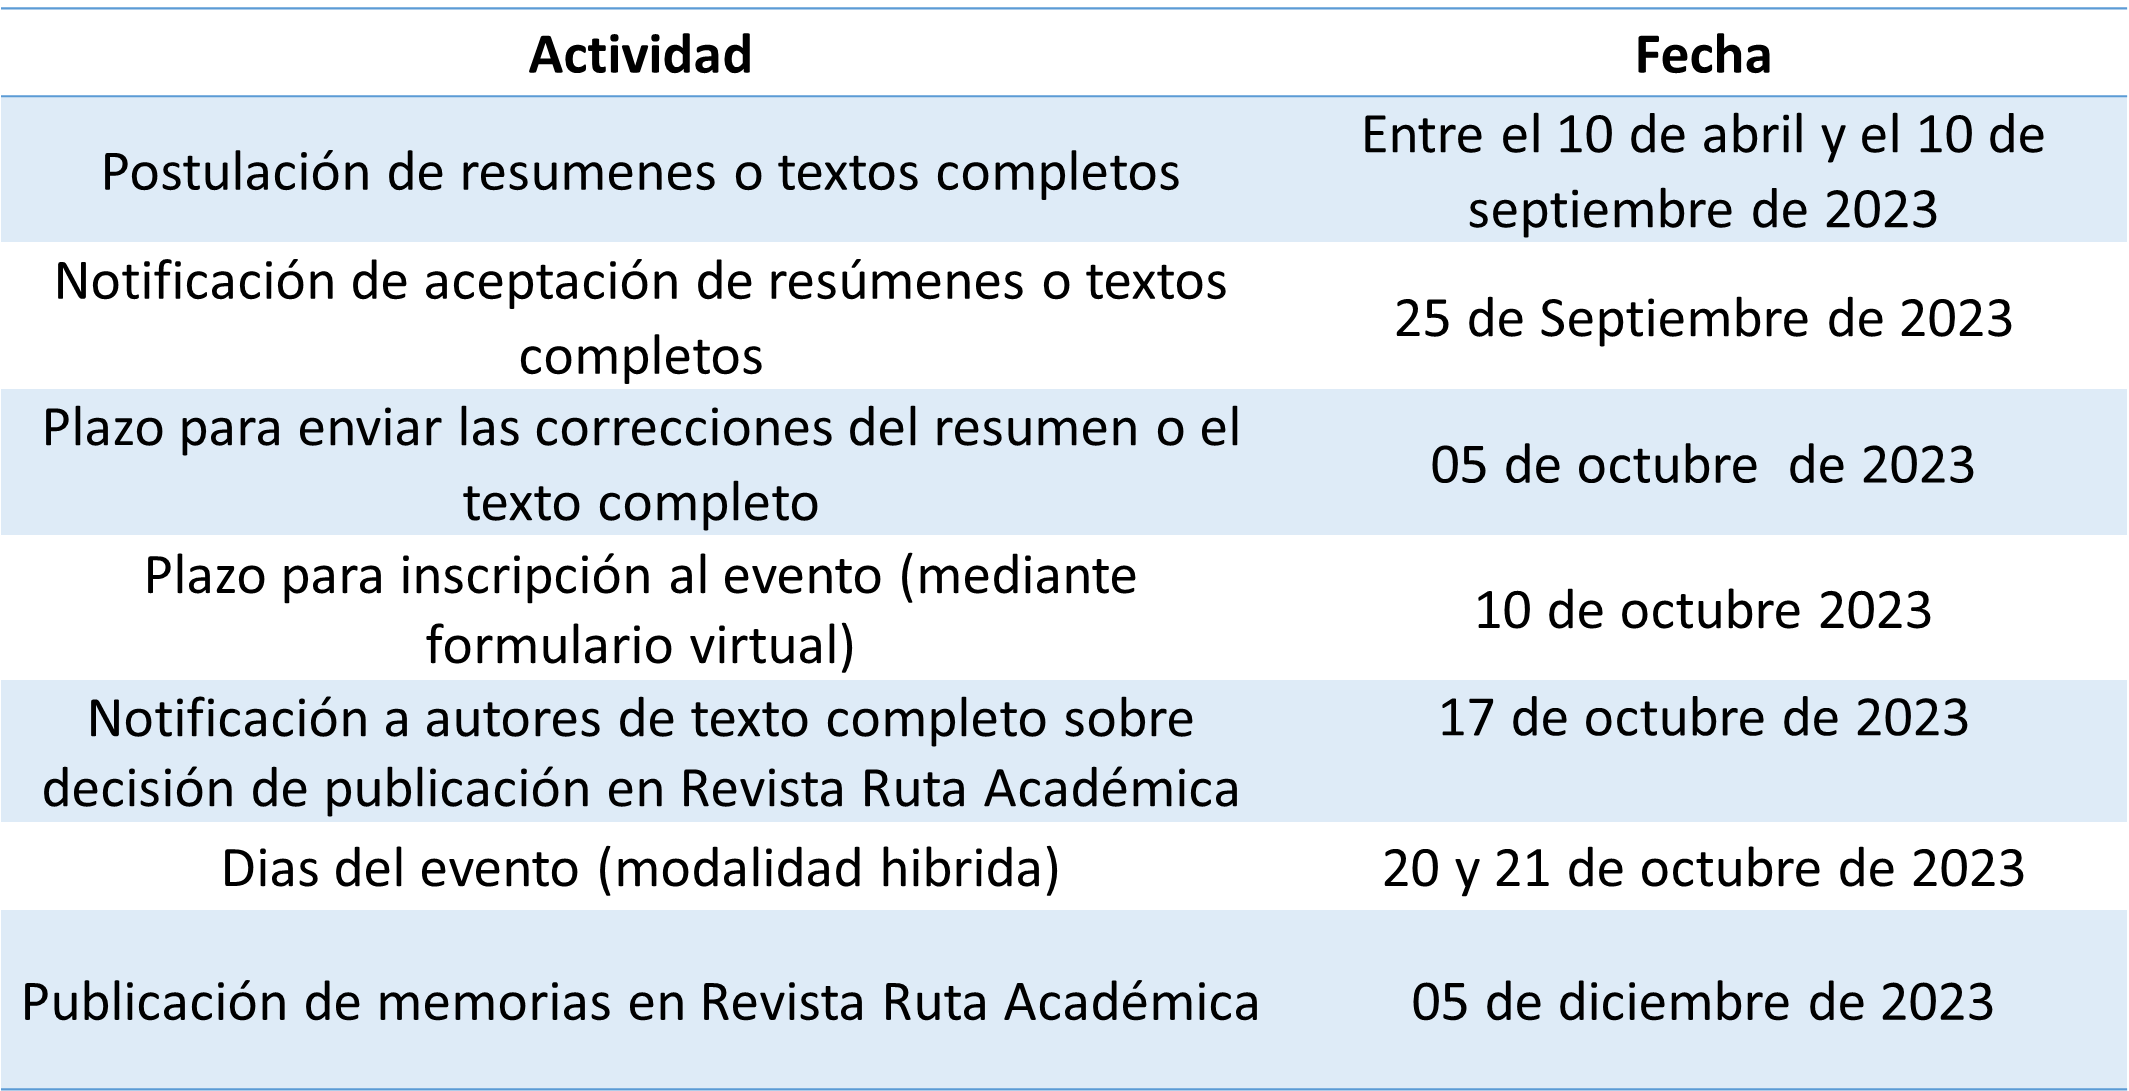 Actividad
Fecha
Postulación de resumenes o textos completos
Entre el 10 de abril y el 10 de
septiembre de 2023
Notificación de aceptación de resúmenes o textos
completos
25 de Septiembre de 2023
Plazo para enviar las correcciones del resumen o el
texto completo
05 de octubre  de 2023
Plazo para inscripción al evento (mediante
formulario virtual)
10 de octubre 2023
Notificación a autores de texto completo sobre
decisión de publicación en Revista Ruta Académica
17 de octubre de 2023
Dias del evento (modalidad hibrida)
20 y 21 de octubre de 2023
Publicación de memorias en Revista Ruta Académica
05 de diciembre de 2023